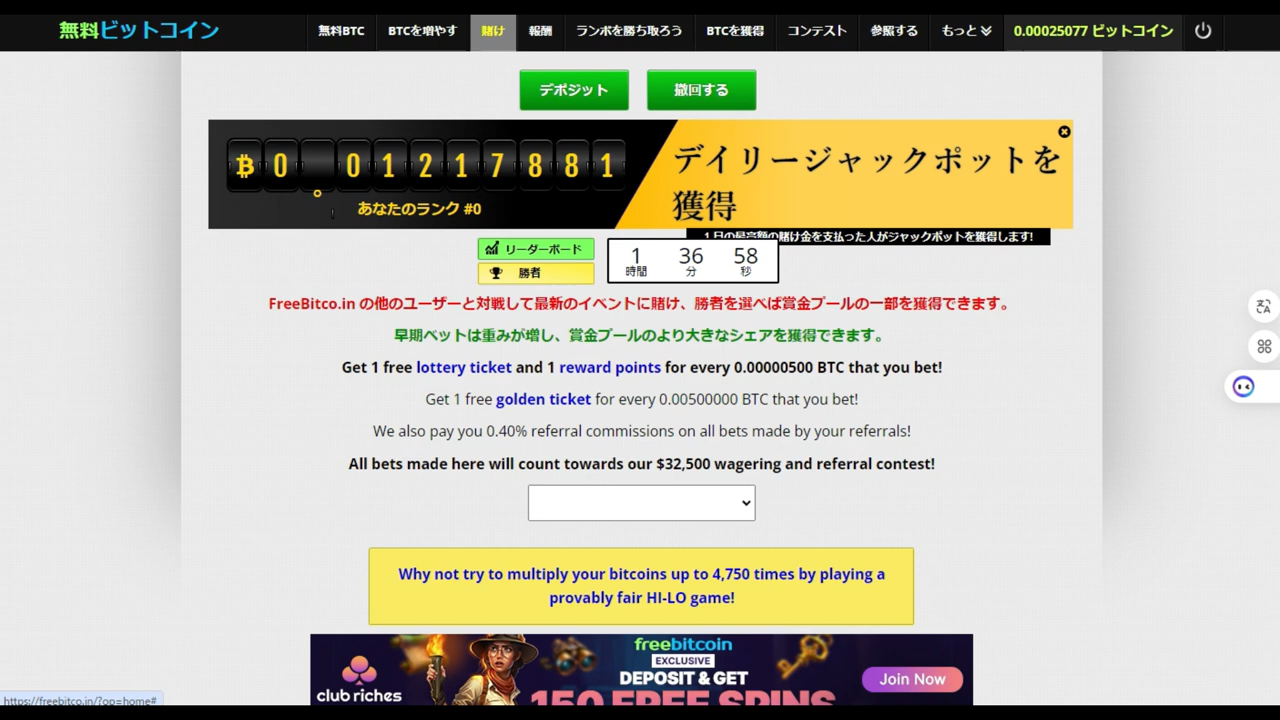 無料ビットコイン
無料BTC
BTCを増やす
賭け
報酬
ランボを勝ち取ろう
BTCを獲得
コンテスト
参照する
もっと
0.00025077 ビットコイン
デポジット
撤回する
0.01217881
あなたのランク #0
デイリージャックポットを
獲得
1 日の最高額の賭け金を支払った人がジャックポットを獲得します!
リーダーボード
勝者
1 36 58
時間 分 秒
FreeBitco.in の他のユーザーと対戦して最新のイベントに賭け、勝者を選べば賞金プールの一部を獲得できます。
早期ベットは重みが増し、賞金プールのより大きなシェアを獲得できます。
Get 1 free lottery ticket and 1 reward points for every 0.00000500 BTC that you bet!
Get 1 free golden ticket for every 0.00500000 BTC that you bet!
We also pay you 0.40% referral commissions on all bets made by your referrals!
All bets made here will count towards our $32,500 wagering and referral contest!
Why not try to multiply your bitcoins up to 4,750 times by playing a
provably fair HI-LO game!
freebitcoin
EXCLUSIVE
DEPOSIT & GET
150 FREE SPINS
club riches
Join Now
https://freebitco.in/?op=home#